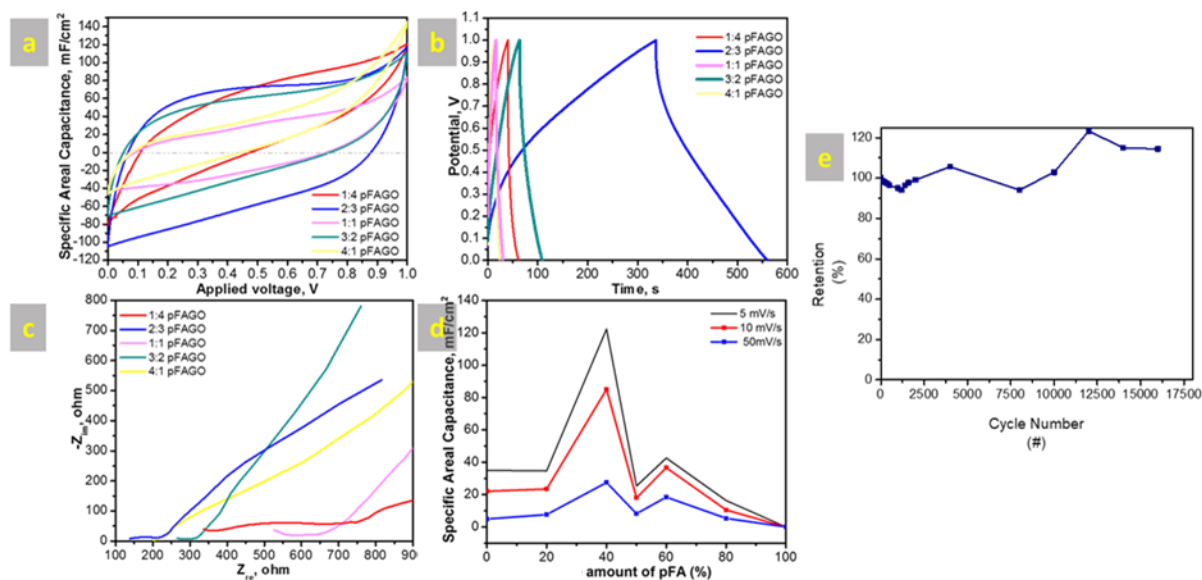 a
Specific Areal Capacitance, mF/cm²
140
120
100
80
60
40
20
0
-20
-40
-60
-80
-100
-120
0.0 0.1 0.2 0.3 0.4 0.5 0.6 0.7 0.8 0.9 1.0
Applied voltage, V
1:4 pFAGO
2:3 pFAGO
1:1 pFAGO
3:2 pFAGO
4:1 pFAGO
b
Potential, V
1.1
1.0
0.9
0.8
0.7
0.6
0.5
0.4
0.3
0.2
0.1
0.0
0 100 200 300 400 500 600
Time, s
1:4 pFAGO
2:3 pFAGO
1:1 pFAGO
3:2 pFAGO
4:1 pFAGO
c
-Zim, ohm
800
700
600
500
400
300
200
100
0
100 200 300 400 500 600 700 800 900
Zre, ohm
1:4 pFAGO
2:3 pFAGO
1:1 pFAGO
3:2 pFAGO
4:1 pFAGO
d
Specific Areal Capacitance, mF/cm²
140
120
100
80
60
40
20
0
0 20 40 60 80 100
amount of pFA (%)
5 mV/s
10 mV/s
50mV/s
e
Retention
(%)
120
100
80
60
40
20
0
0 2500 5000 7500 10000 12500 15000 17500
Cycle Number
(#)